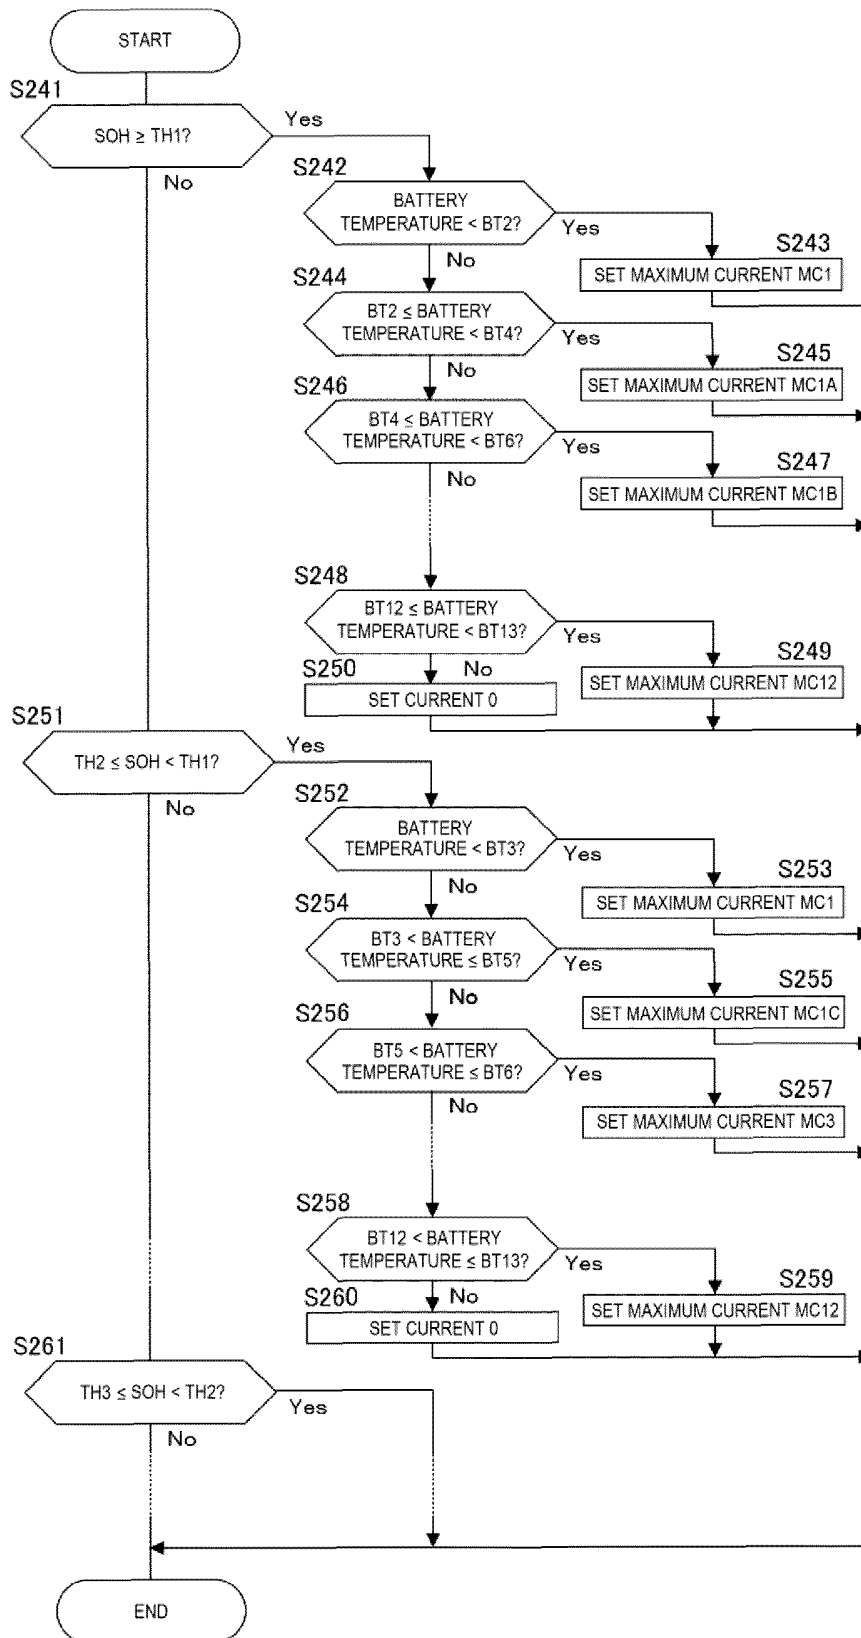 START
S241
SOH ≥ TH1?
Yes
No
S242
BATTERY
TEMPERATURE < BT2?
Yes
No
S243
SET MAXIMUM CURRENT MC1
S244
BT2 ≤ BATTERY
TEMPERATURE < BT4?
Yes
No
S245
SET MAXIMUM CURRENT MC1A
S246
BT4 ≤ BATTERY
TEMPERATURE < BT6?
Yes
No
S247
SET MAXIMUM CURRENT MC1B
S248
BT12 ≤ BATTERY
TEMPERATURE < BT13?
Yes
No
S249
SET MAXIMUM CURRENT MC12
S250
SET CURRENT 0
S251
TH2 ≤ SOH < TH1?
Yes
No
S252
BATTERY
TEMPERATURE < BT3?
Yes
No
S253
SET MAXIMUM CURRENT MC1
S254
BT3 < BATTERY
TEMPERATURE ≤ BT5?
Yes
No
S255
SET MAXIMUM CURRENT MC1C
S256
BT5 < BATTERY
TEMPERATURE ≤ BT6?
Yes
No
S257
SET MAXIMUM CURRENT MC3
S258
BT12 < BATTERY
TEMPERATURE ≤ BT13?
Yes
No
S259
SET MAXIMUM CURRENT MC12
S260
SET CURRENT 0
S261
TH3 ≤ SOH < TH2?
Yes
No
END